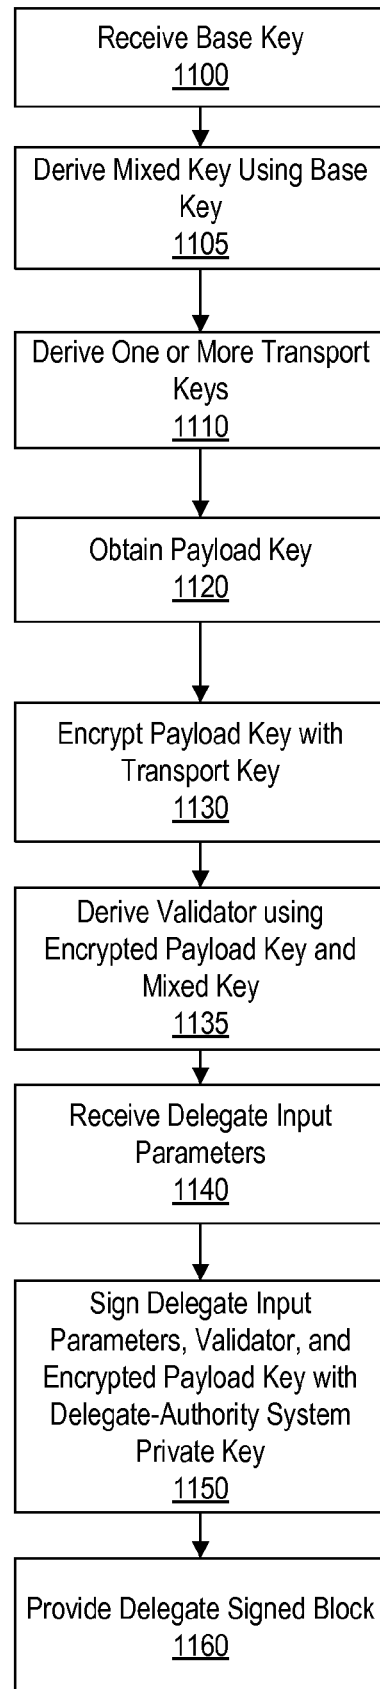 Receive Base Key
1100
Derive Mixed Key Using Base
Key
1105
Derive One or More Transport
Keys
1110
Obtain Payload Key
1120
Encrypt Payload Key with
Transport Key
1130
Derive Validator using
Encrypted Payload Key and
Mixed Key
1135
Receive Delegate Input
Parameters
1140
Sign Delegate Input
Parameters, Validator, and
Encrypted Payload Key with
Delegate-Authority System
Private Key
1150
Provide Delegate Signed Block
1160